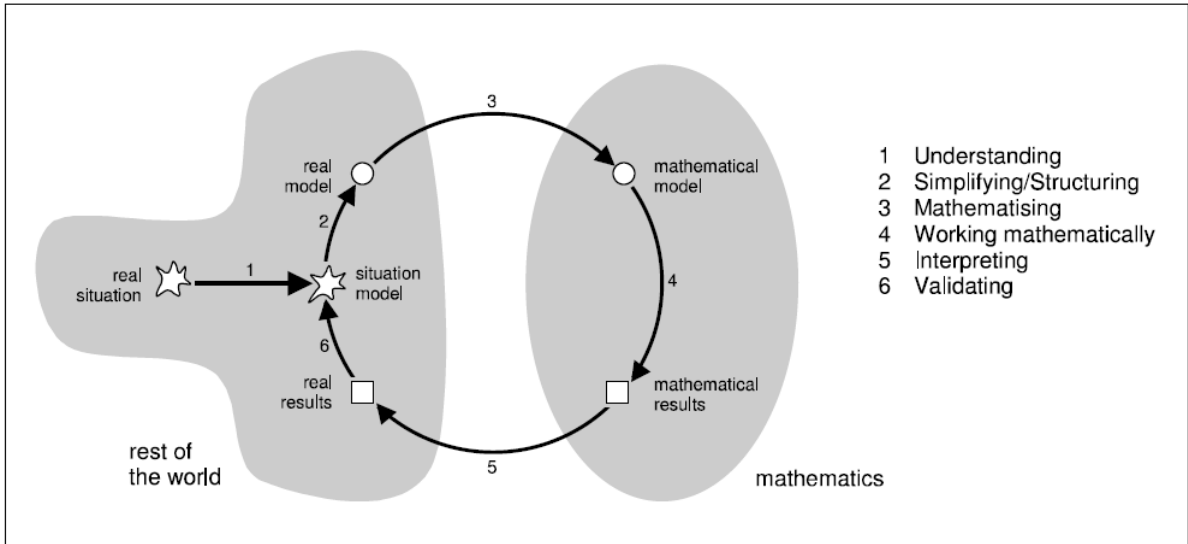 3
real
model
mathematical
model
2
1
real
situation
situation
model
4
6
real
results
mathematical
results
5
rest of
the world
mathematics
1 Understanding
2 Simplifying/Structuring
3 Mathematising
4 Working mathematically
5 Interpreting
6 Validating